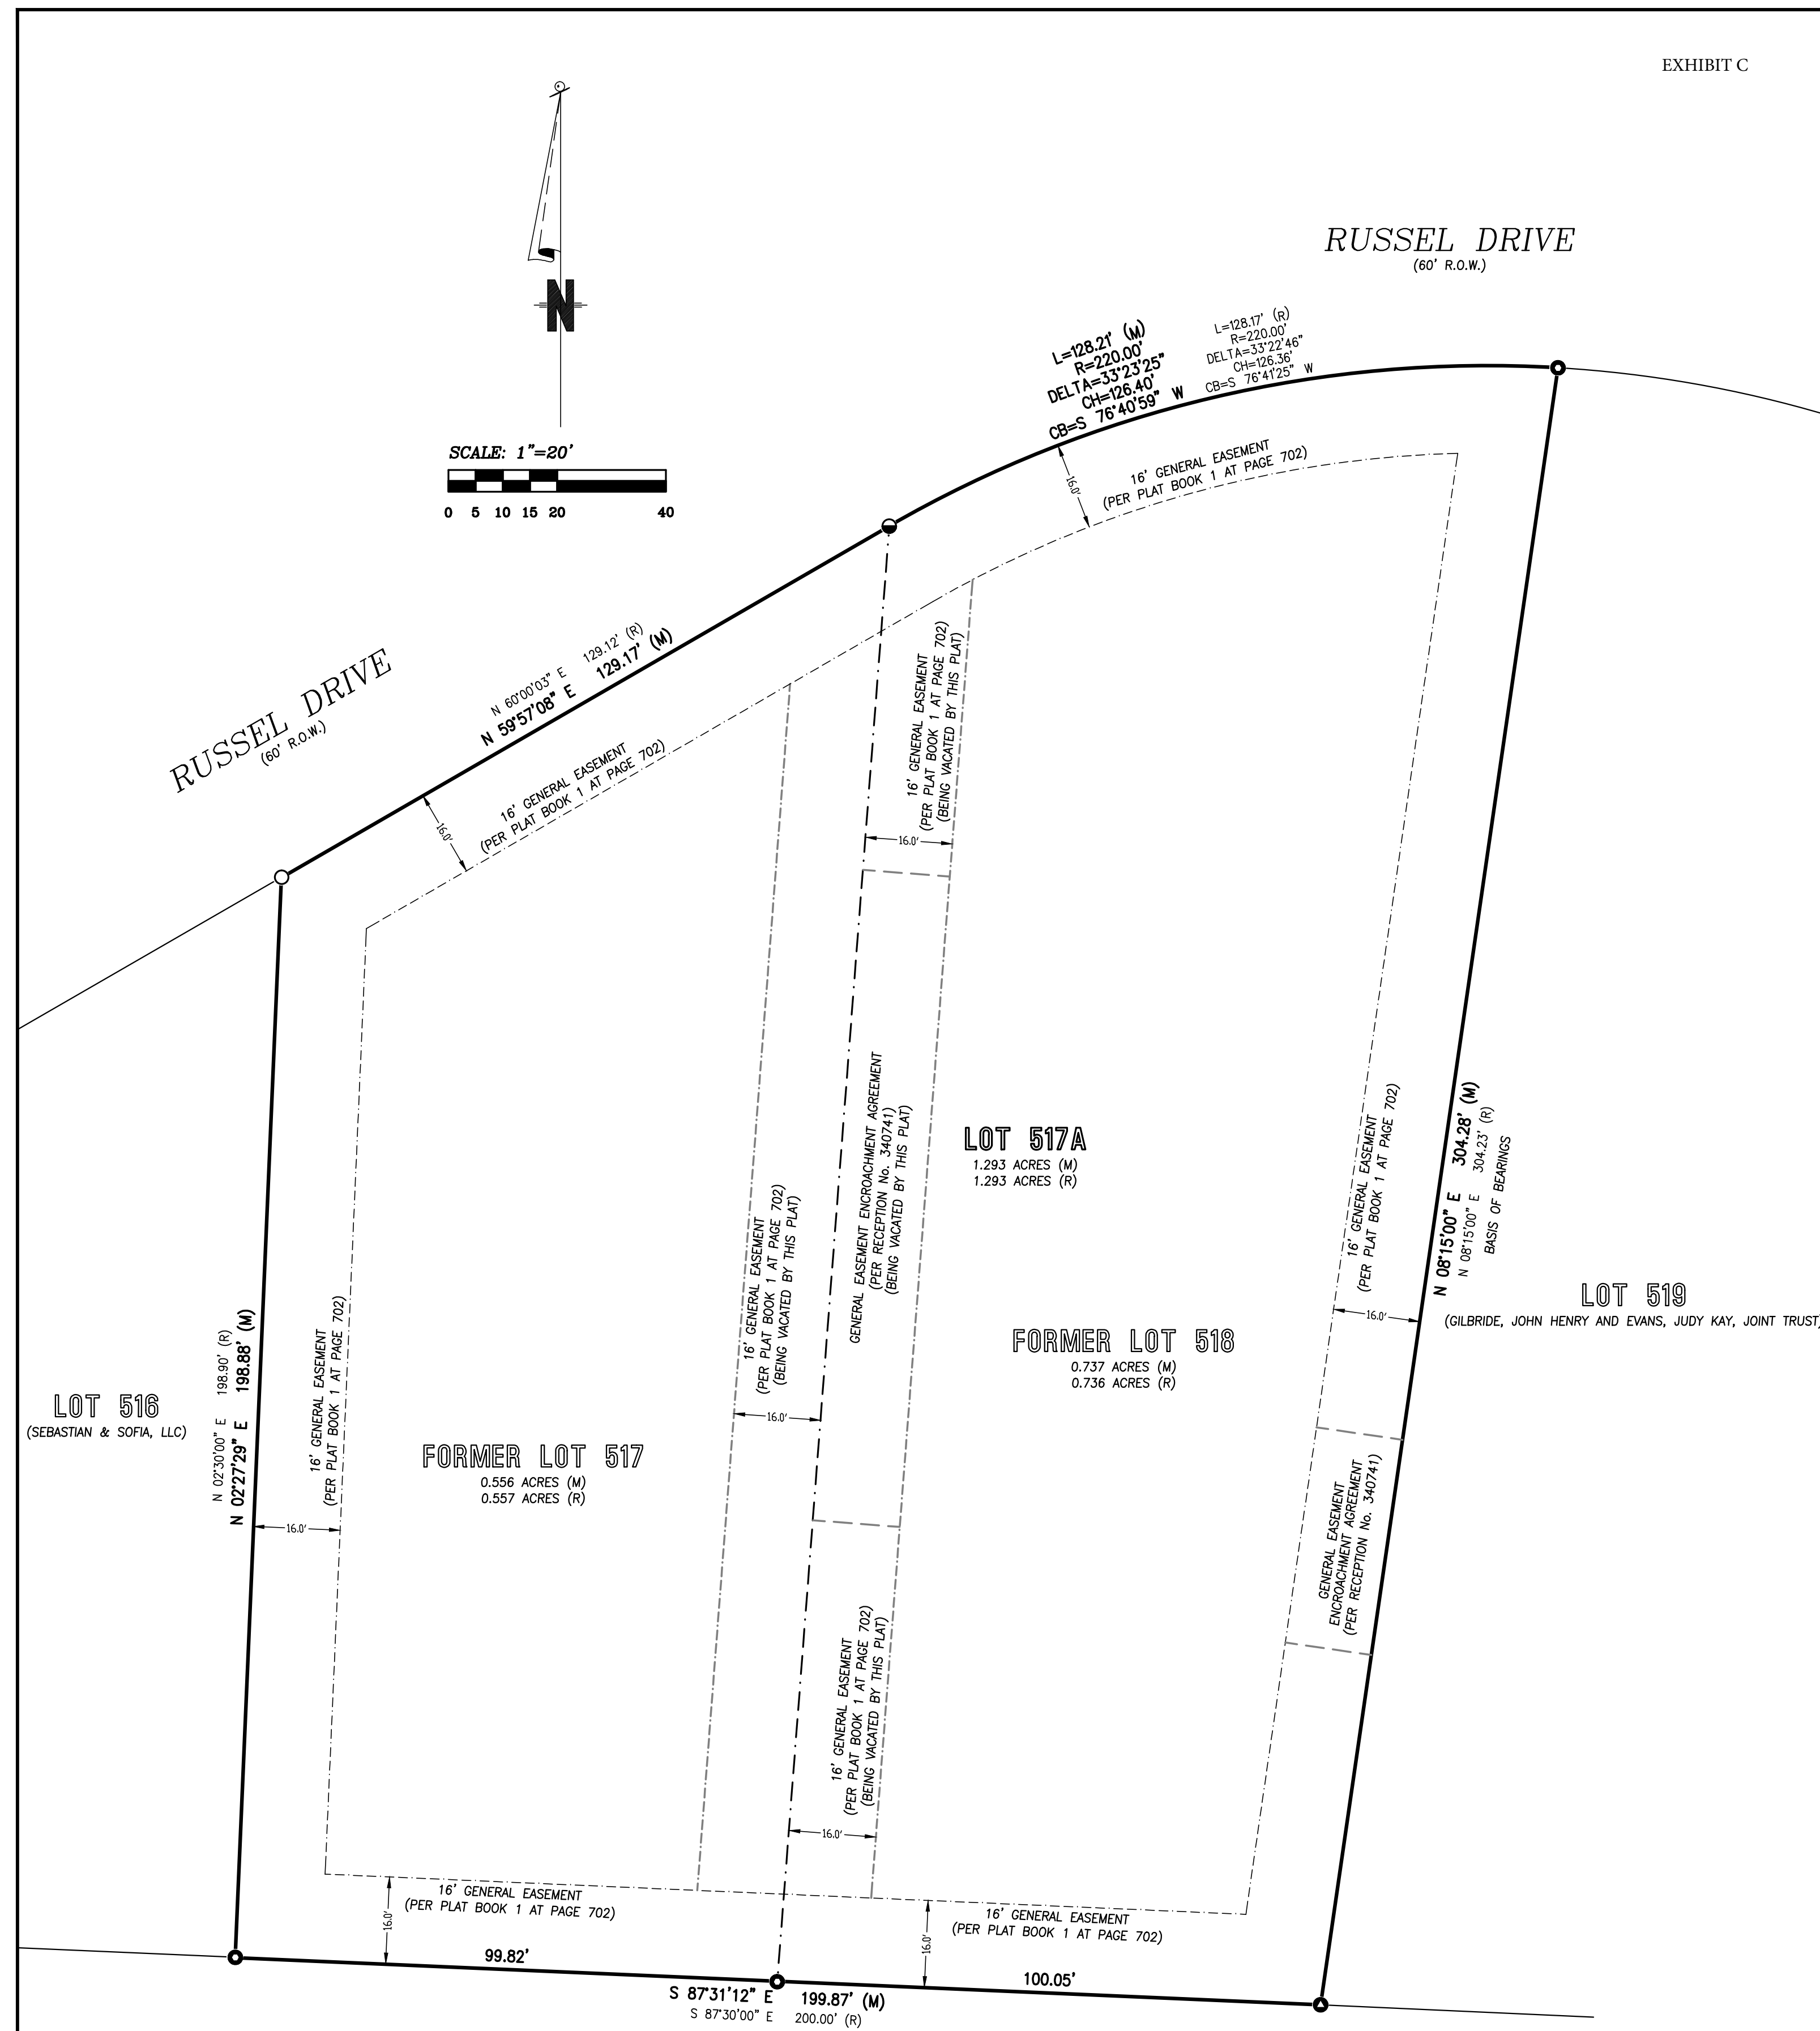 EXHIBIT C
N
SCALE: 1"=20'
0 5 10 15 20 40
RUSSEL DRIVE
(60' R.O.W.)
L=128.21' (M)
R=220.00'
DELTA=33°23'25"
CH=126.40'
CB=S 76°40'59" W
L=128.17' (R)
R=220.00'
DELTA=33°22'46"
CH=126.36'
CB=S 76°41'25" W
16.0'
16' GENERAL EASEMENT
(PER PLAT BOOK 1 AT PAGE 702)
RUSSEL DRIVE
(60' R.O.W.)
N 60°00'03" E 129.12' (R)
N 59°57'08" E 129.17' (M)
16.0'
16' GENERAL EASEMENT
(PER PLAT BOOK 1 AT PAGE 702)
16' GENERAL EASEMENT
(PER PLAT BOOK 1 AT PAGE 702)
(BEING VACATED BY THIS PLAT)
16.0'
GENERAL EASEMENT ENCROACHMENT AGREEMENT
(PER RECEPTION No. 340741)
(BEING VACATED BY THIS PLAT)
LOT 517A
1.293 ACRES (M)
1.293 ACRES (R)
16' GENERAL EASEMENT
(PER PLAT BOOK 1 AT PAGE 702)
N 08°15'00" E 304.28' (M)
N 08°15'00" E 304.23' (R)
BASIS OF BEARINGS
16.0'
LOT 519
(GILBRIDE, JOHN HENRY AND EVANS, JUDY KAY, JOINT TRUST)
16' GENERAL EASEMENT
(PER PLAT BOOK 1 AT PAGE 702)
(BEING VACATED BY THIS PLAT)
16.0'
FORMER LOT 518
0.737 ACRES (M)
0.736 ACRES (R)
LOT 516
(SEBASTIAN & SOFIA, LLC)
N 02°30'00" E 198.90' (R)
N 02°27'29" E 198.88' (M)
16' GENERAL EASEMENT
(PER PLAT BOOK 1 AT PAGE 702)
16.0'
FORMER LOT 517
0.556 ACRES (M)
0.557 ACRES (R)
GENERAL EASEMENT
ENCROACHMENT AGREEMENT
(PER RECEPTION No. 340741)
16' GENERAL EASEMENT
(PER PLAT BOOK 1 AT PAGE 702)
(BEING VACATED BY THIS PLAT)
16.0'
16' GENERAL EASEMENT
(PER PLAT BOOK 1 AT PAGE 702)
16.0'
16' GENERAL EASEMENT
(PER PLAT BOOK 1 AT PAGE 702)
16.0'
99.82'
100.05'
S 87°31'12" E 199.87' (M)
S 87°30'00" E 200.00' (R)